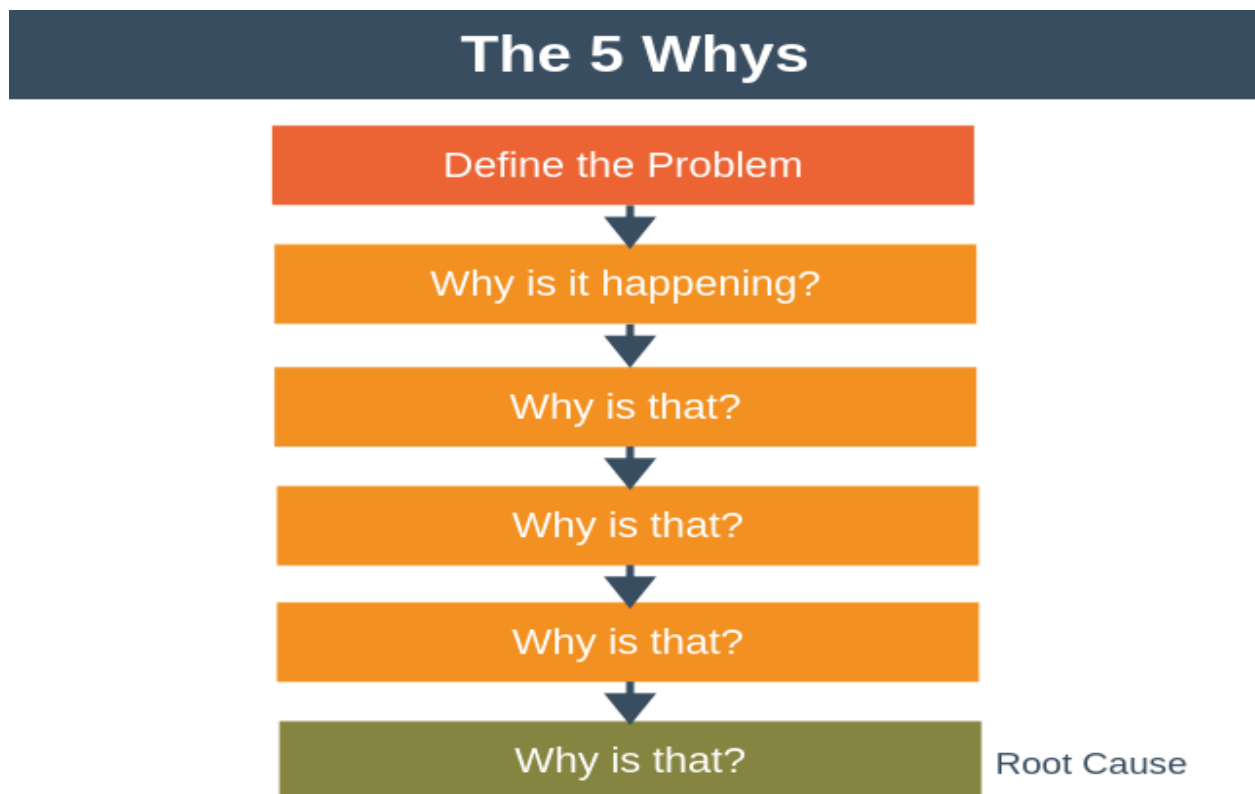 The 5 Whys
Define the Problem
Why is it happening?
Why is that?
Why is that?
Why is that?
Why is that?
Root Cause